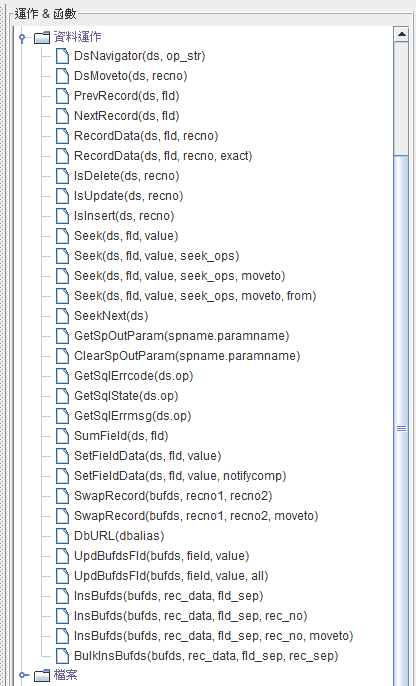 運作 & 函數
資料運作
DsNavigator(ds, op_str)
DsMoveto(ds, recno)
PrevRecord(ds, fld)
NextRecord(ds, fld)
RecordData(ds, fld, recno)
RecordData(ds, fld, recno, exact)
IsDelete(ds, recno)
IsUpdate(ds, recno)
IsInsert(ds, recno)
Seek(ds, fld, value)
Seek(ds, fld, value, seek_ops)
Seek(ds, fld, value, seek_ops, moveto)
Seek(ds, fld, value, seek_ops, moveto, from)
SeekNext(ds)
GetSpOutParam(spname.paramname)
ClearSpOutParam(spname.paramname)
GetSqlErrcode(ds.op)
GetSqlState(ds.op)
GetSqlErrmsg(ds.op)
SumField(ds, fld)
SetFieldData(ds, fld, value)
SetFieldData(ds, fld, value, notifycomp)
SwapRecord(bufds, recno1, recno2)
SwapRecord(bufds, recno1, recno2, moveto)
DbURL(dbalias)
UpdBufdsFld(bufds, field, value)
UpdBufdsFld(bufds, field, value, all)
InsBufds(bufds, rec_data, fld_sep)
InsBufds(bufds, rec_data, fld_sep, rec_no)
InsBufds(bufds, rec_data, fld_sep, rec_no, moveto)
BulkInsBufds(bufds, rec_data, fld_sep, rec_sep)
檔案